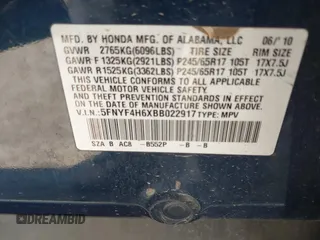 MFD. BY HONDA MFG. OF ALABAMA, LLC 06/10
GVWR 2765KG(6096LBS) TIRE SIZE RIM SIZE
GAWR F 1325KG(2921LBS) P245/65R17 105T 17X7.5J
GAWR R1525KG(3362LBS) P245/65R17 105T 17X7.5J
THIS VEHICLE CONFORMS TO ALL APPLICABLE
FEDERAL MOTOR VEHICLE SAFETY AND THEFT
PREVENTION STANDARDS IN EFFECT ON THE DATE
OF MANUFACTURE SHOWN ABOVE.
V.I.N.: 5FNYF4H6XBB022917 TYPE: MPV
SZA B AC8 -B552P -B -B
DREAMBID